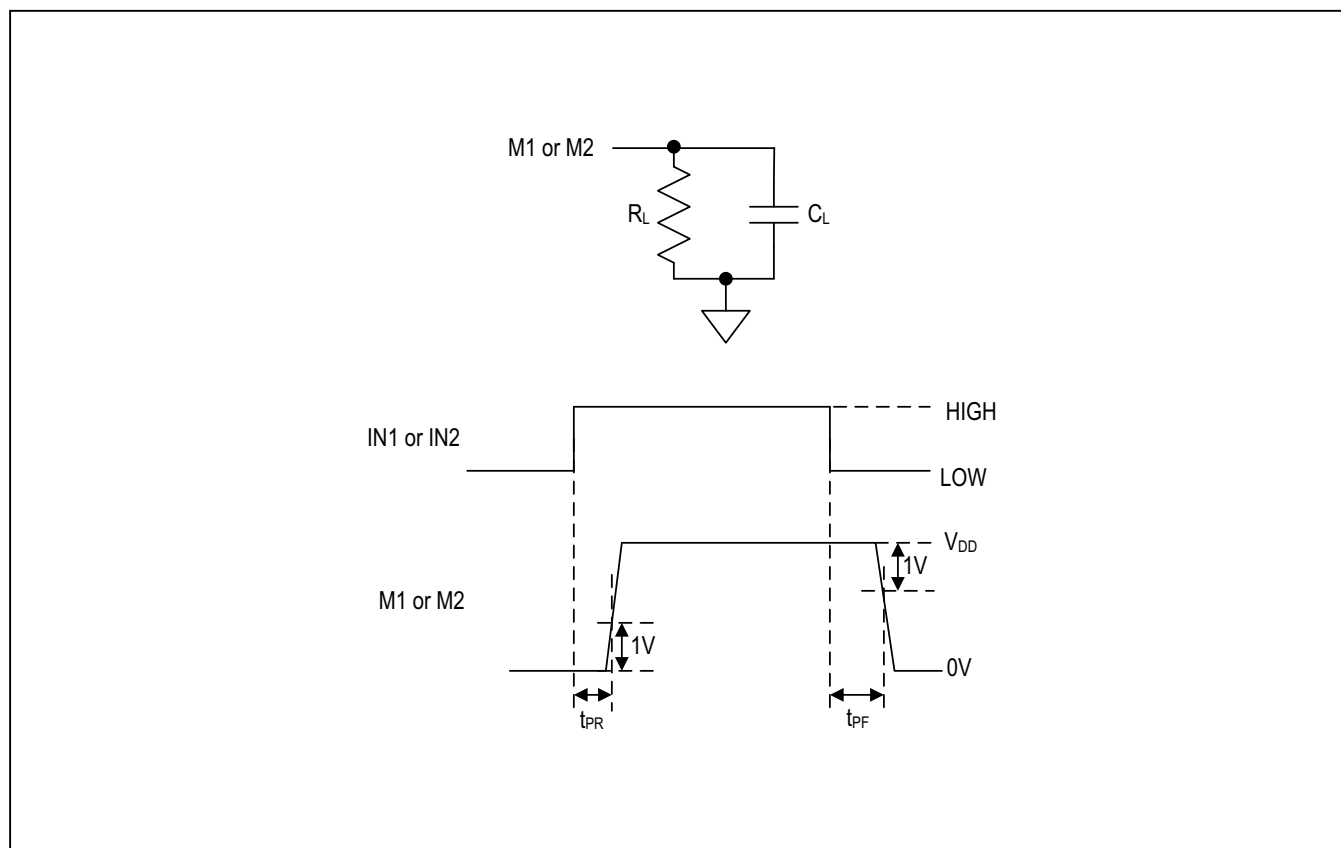 M1 or M2
RL
CL
HIGH
IN1 or IN2
LOW
VDD
1V
M1 or M2
1V
0V
tPR
tPF